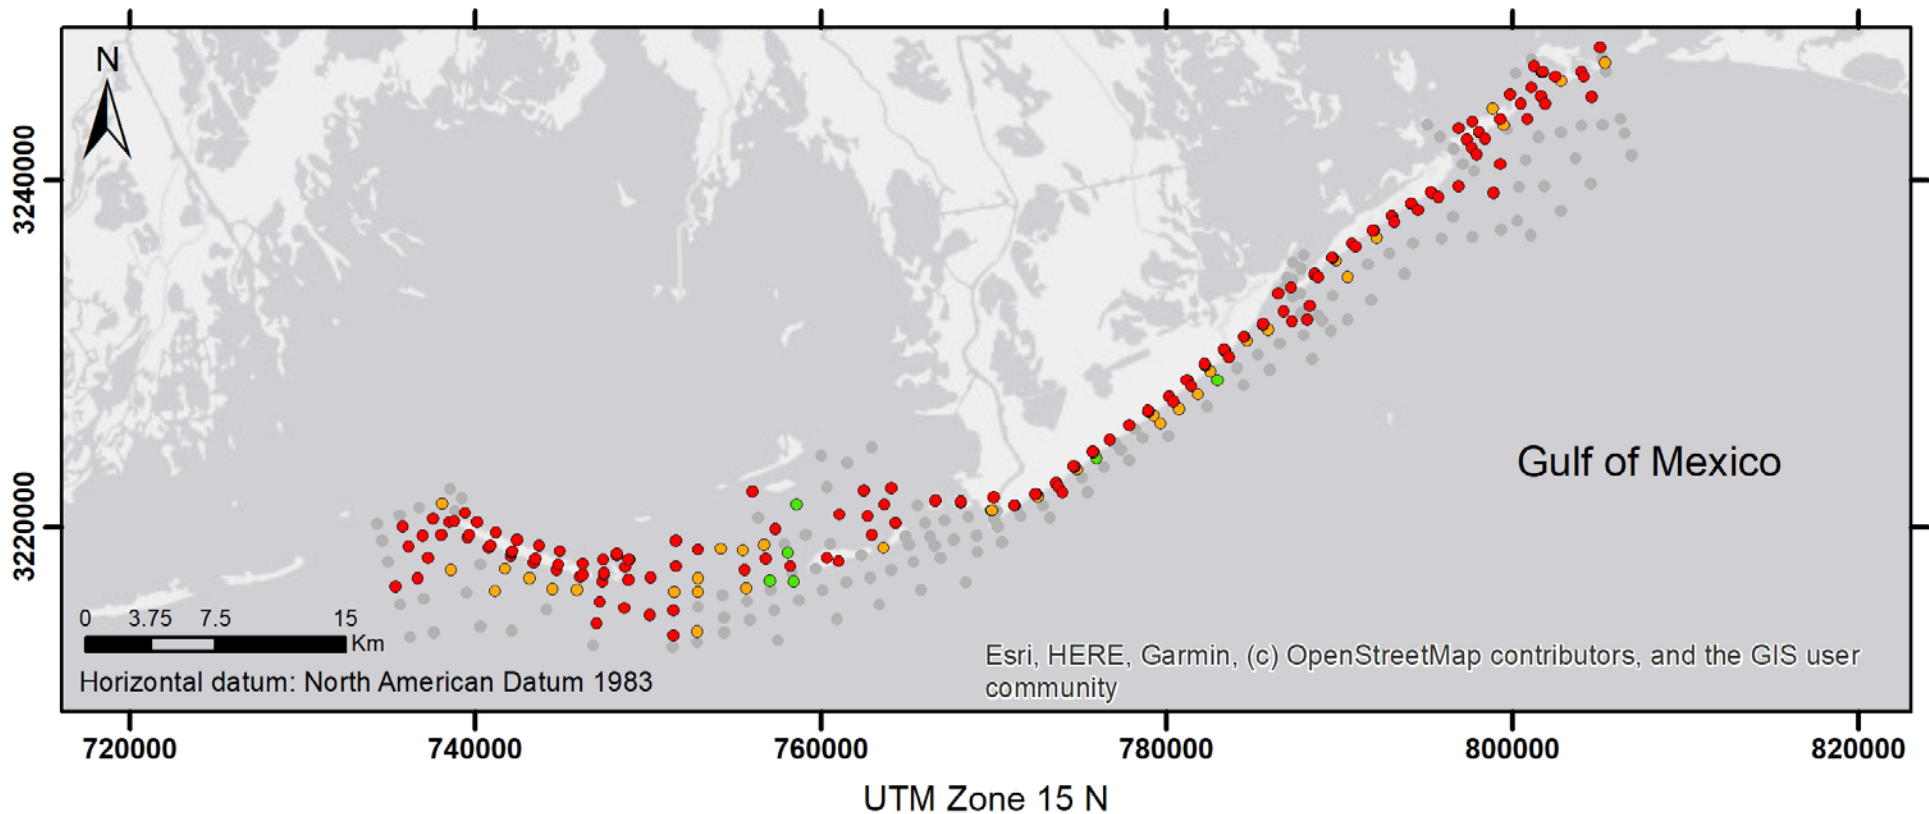 N
3240000
3220000
Gulf of Mexico
0 3.75 7.5 15
Km
Horizontal datum: North American Datum 1983
Esri, HERE, Garmin, (c) OpenStreetMap contributors, and the GIS user
community
720000 740000 760000 780000 800000 820000
UTM Zone 15 N